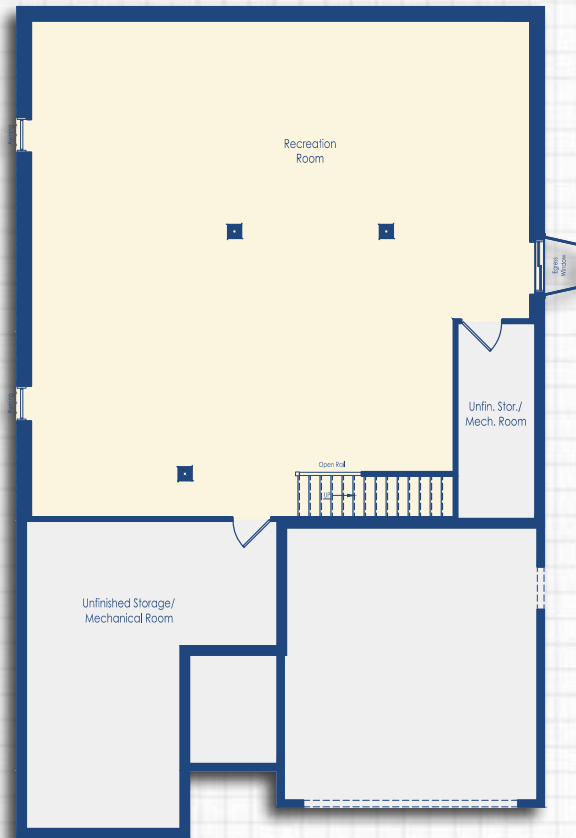 Recreation
Room
Egress
Window
Unfin. Stor./
Mech. Room
Open Rail
UP
Unfinished Storage/
Mechanical Room